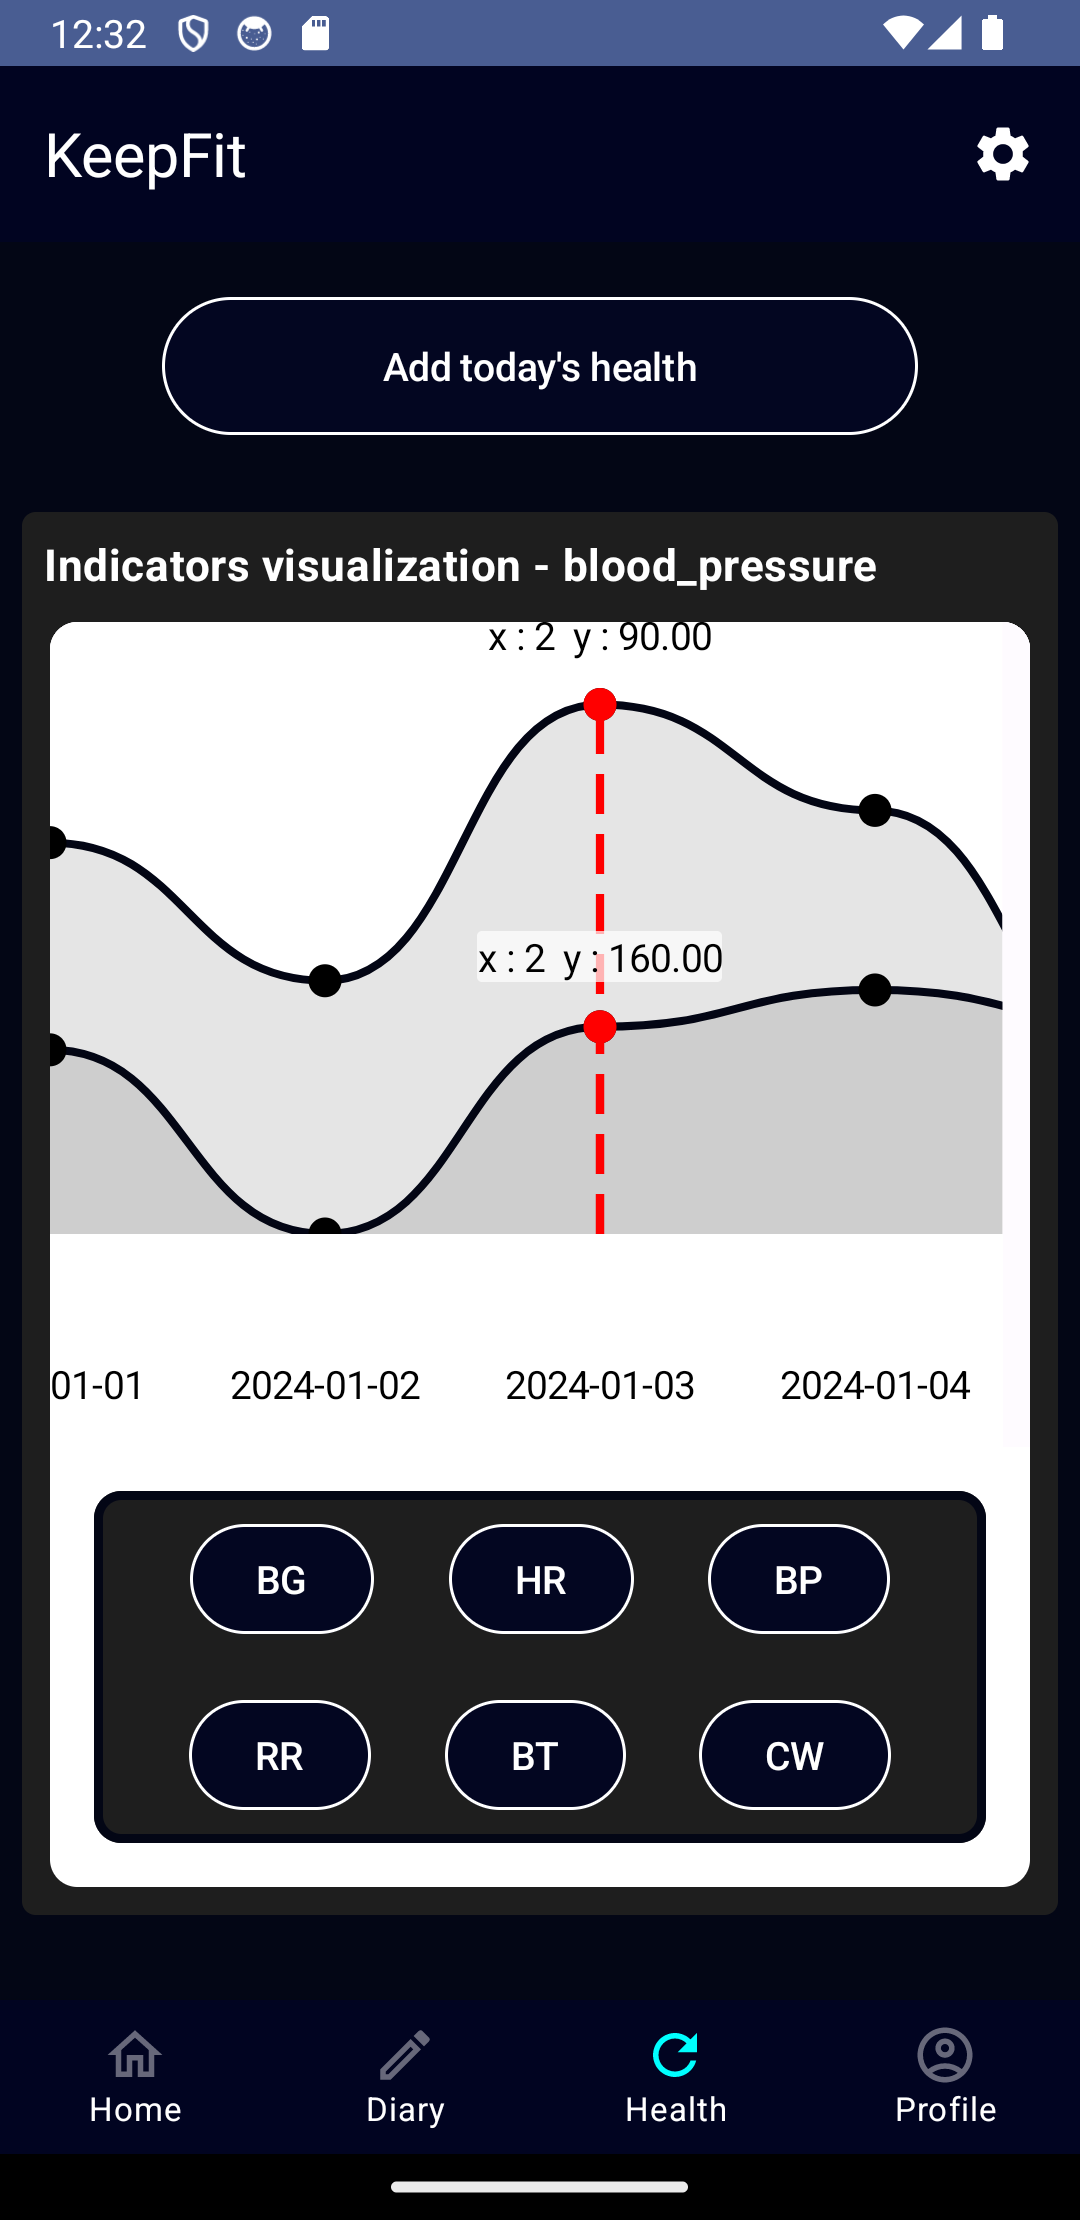 12:32
KeepFit
Add today's health
Indicators visualization - blood_pressure
x : 2 y : 90.00
x : 2 y : 160.00
01-01 2024-01-02 2024-01-03 2024-01-04
BG HR BP
RR BT CW
Home Diary Health Profile